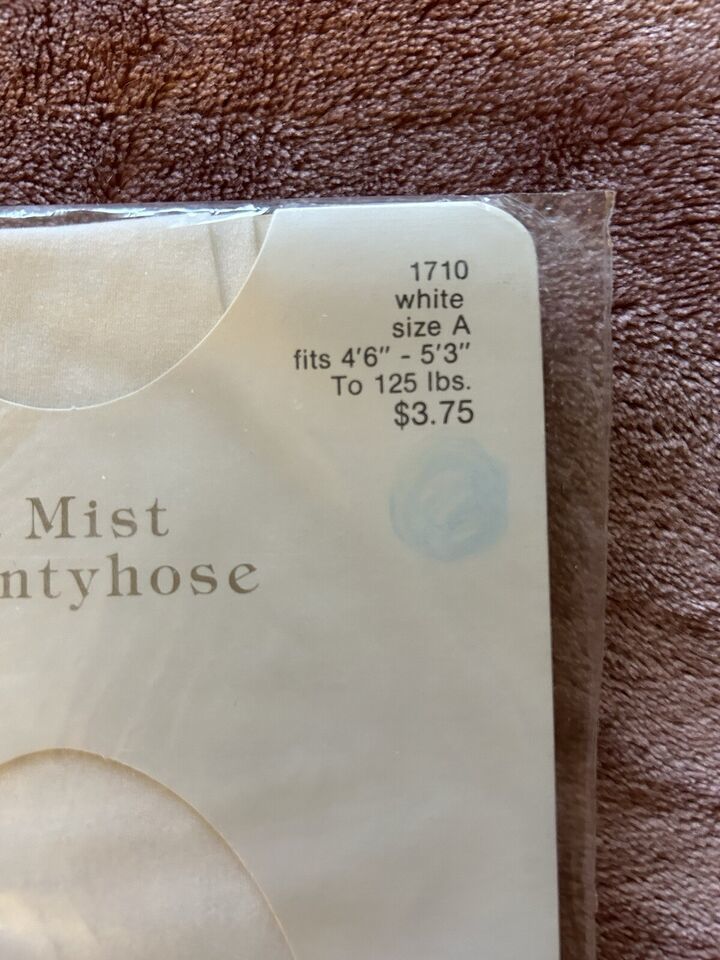 1710
white
size A
fits 4'6" - 5'3"
To 125 lbs.
$3.75
Mist
ntyhose